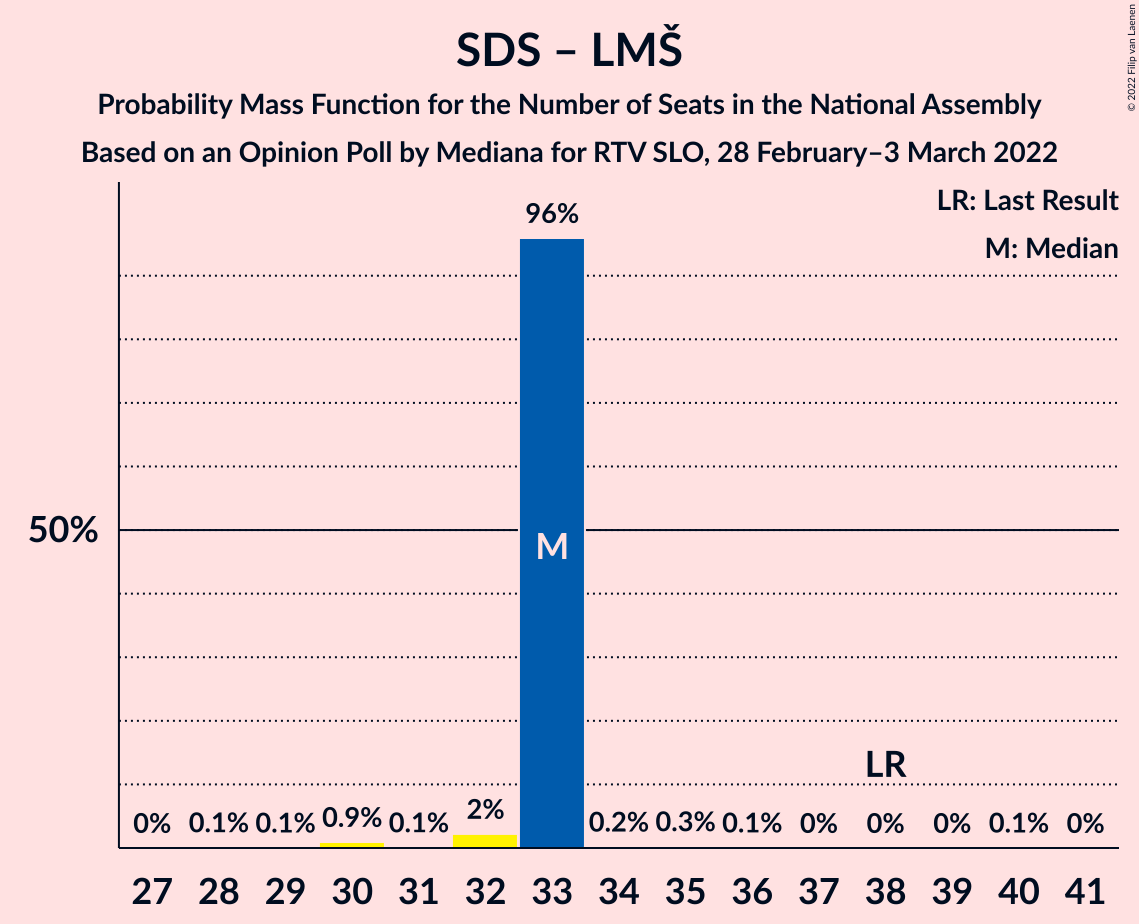 SDS – LMŠ
Probability Mass Function for the Number of Seats in the National Assembly
Based on an Opinion Poll by Mediana for RTV SLO, 28 February–3 March 2022
© 2022 Filip van Laenen
LR: Last Result
M: Median
96%
50%
M
LR
0% 0.1% 0.1% 0.9% 0.1% 2% 0.2% 0.3% 0.1% 0% 0% 0% 0.1% 0%
27 28 29 30 31 32 33 34 35 36 37 38 39 40 41